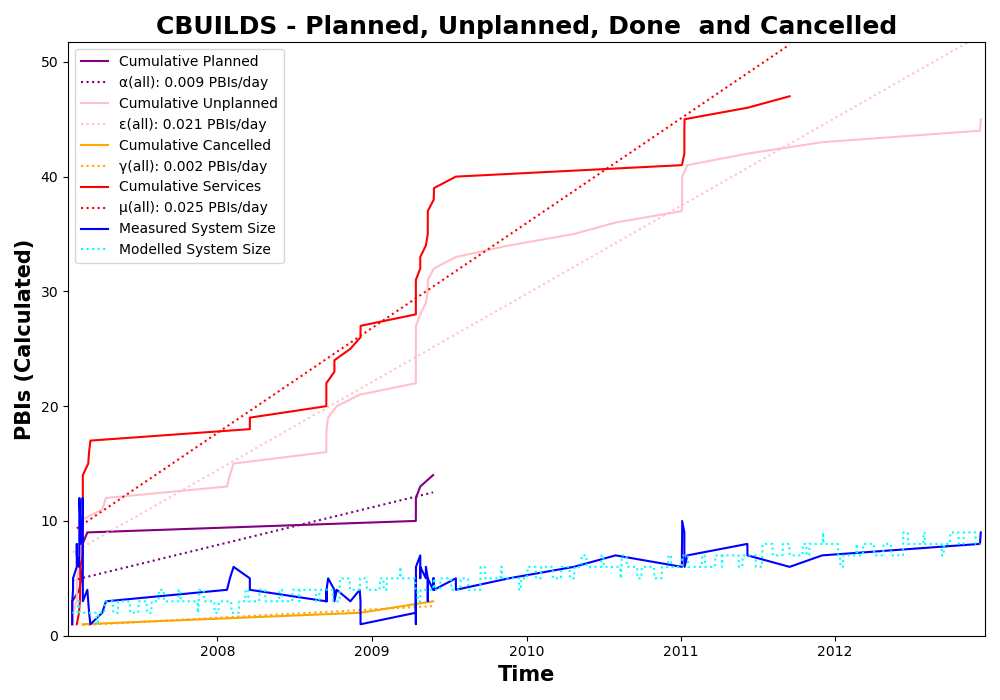 CBUILDS - Planned, Unplanned, Done  and Cancelled
Cumulative Planned
α(all): 0.009 PBIs/day
Cumulative Unplanned
ε(all): 0.021 PBIs/day
Cumulative Cancelled
γ(all): 0.002 PBIs/day
Cumulative Services
μ(all): 0.025 PBIs/day
Measured System Size
Modelled System Size
PBIs (Calculated)
50
40
30
20
10
0
2008
2009
2010
2011
2012
Time